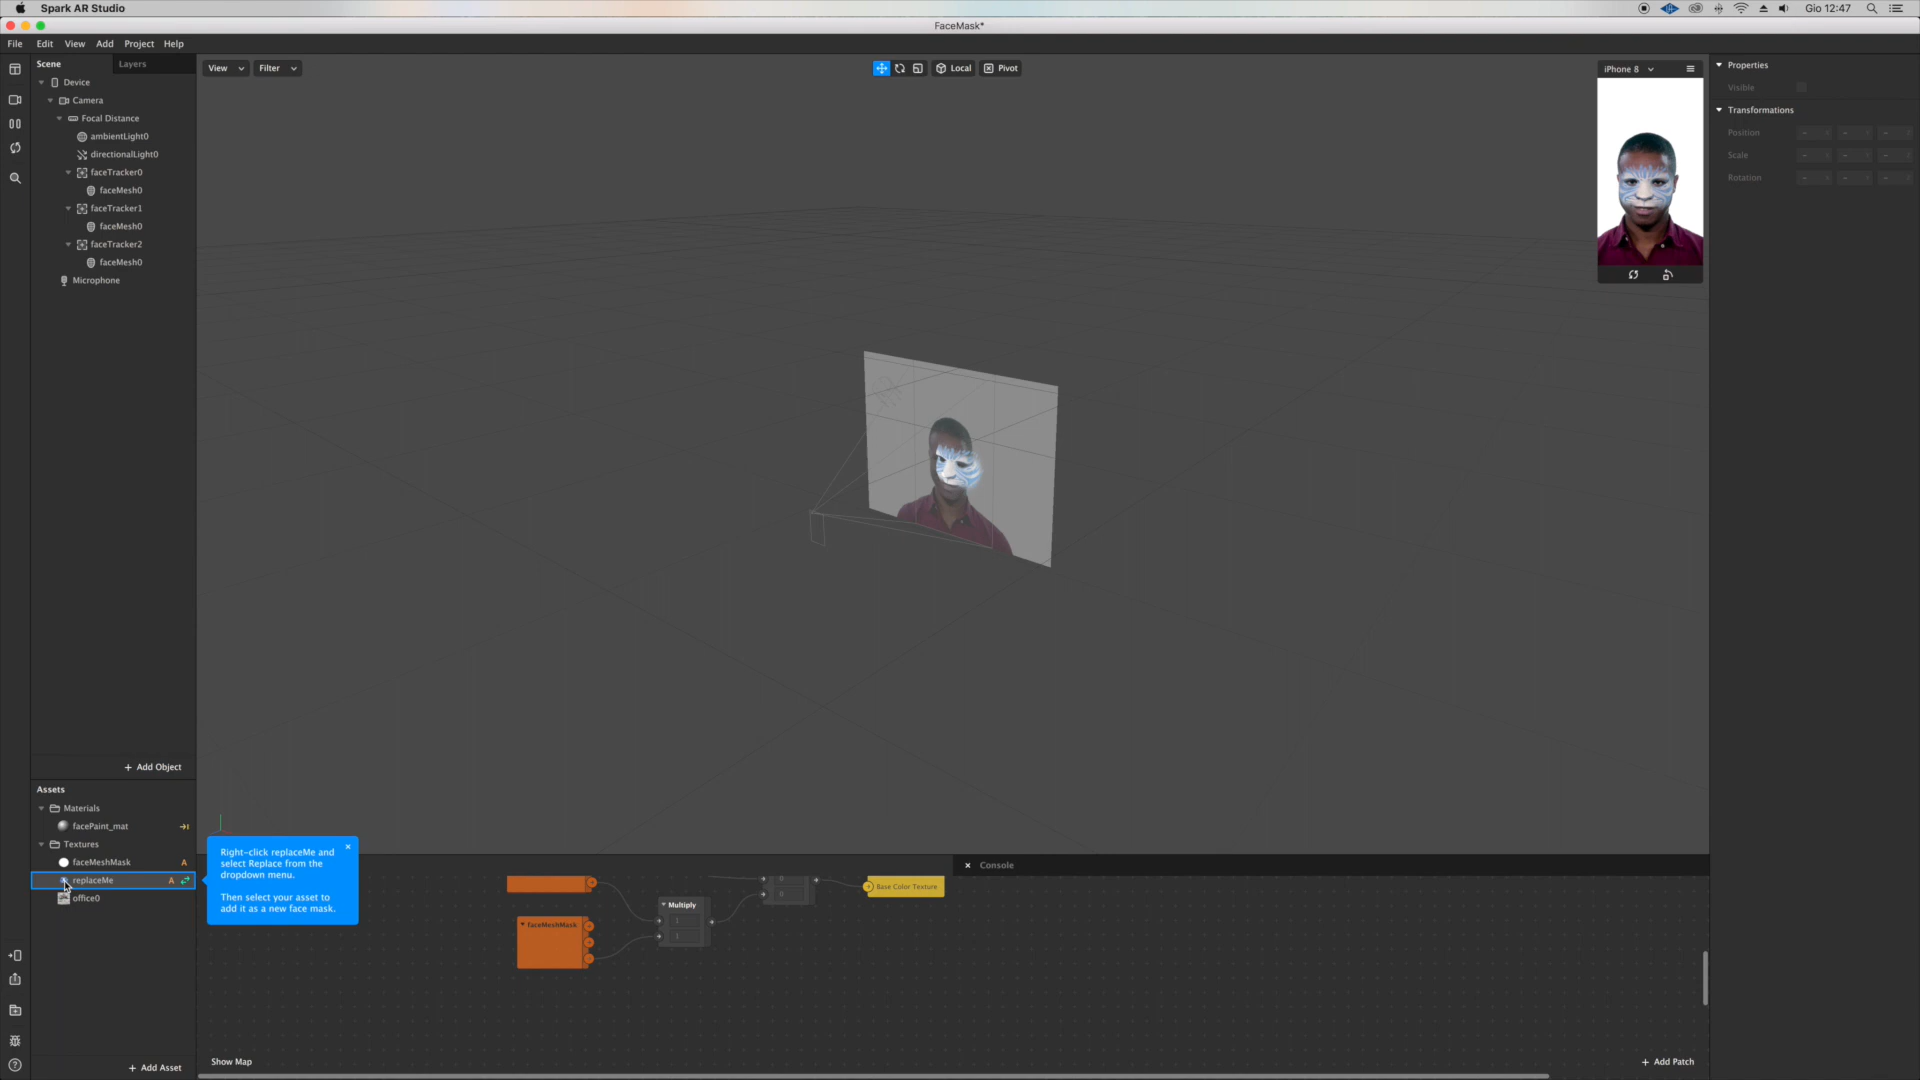 Spark AR Studio
Gio 12:47
FaceMask*
File Edit View Add Project Help
Scene Layers
Device
Camera
Focal Distance
ambientLight0
directionalLight0
faceTracker0
faceMesh0
faceTracker1
faceMesh0
faceTracker2
faceMesh0
Microphone
+ Add Object
View Filter
Local Pivot
iPhone 8
Properties
Visible
Transformations
Position - - -
Scale - - -
Rotation - - -
Assets
Materials
facePaint_mat
Textures
faceMeshMask A
replaceMe A
office0
+ Add Asset
Right-click replaceMe and
select Replace from the
dropdown menu.
Then select your asset to
add it as a new face mask.
× Console
0
0
Base Color Texture
Multiply
1
1
faceMeshMask
Show Map
+ Add Patch